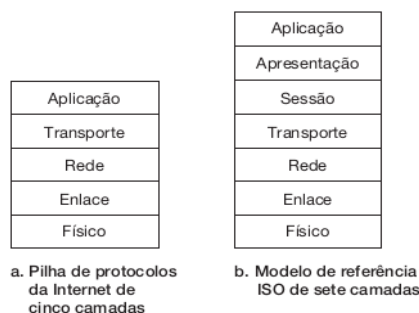 Aplicação
Transporte
Rede
Enlace
Físico
a. Pilha de protocolos
da Internet de
cinco camadas
Aplicação
Apresentação
Sessão
Transporte
Rede
Enlace
Físico
b. Modelo de referência
ISO de sete camadas